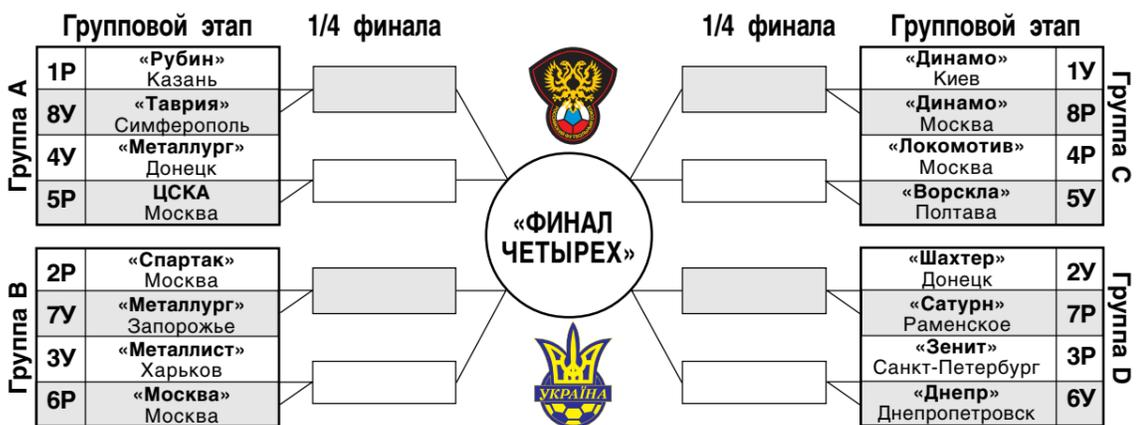 Групповой этап
1/4 финала
1/4 финала
Групповой этап
Группа A
1Р
«Рубин»
Казань
8У
«Таврия»
Симферополь
4У
«Металлург»
Донецк
5Р
ЦСКА
Москва
Группа B
2Р
«Спартак»
Москва
7У
«Металлург»
Запорожье
3У
«Металлист»
Харьков
6Р
«Москва»
Москва
«ФИНАЛ
ЧЕТЫРЕХ»
УКРАЇНА
«Динамо»
Киев
1У
«Динамо»
Москва
8Р
«Локомотив»
Москва
4Р
«Ворскла»
Полтава
5У
Группа C
«Шахтер»
Донецк
2У
«Сатурн»
Раменское
7Р
«Зенит»
Санкт-Петербург
3Р
«Днепр»
Днепропетровск
6У
Группа D